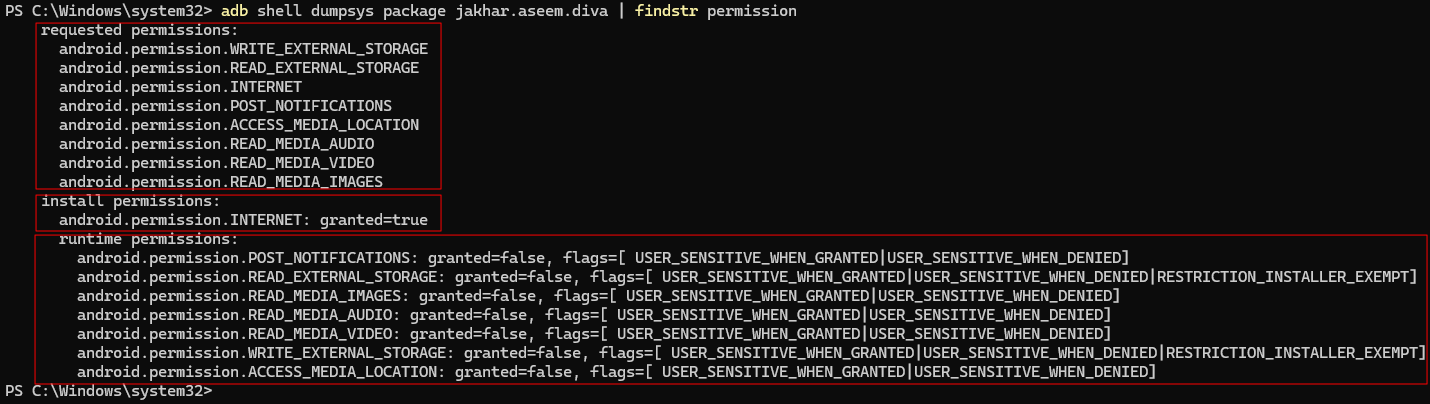 PS C:\Windows\system32> adb shell dumpsys package jakhar.aseem.diva | findstr permission
requested permissions:
android.permission.WRITE_EXTERNAL_STORAGE
android.permission.READ_EXTERNAL_STORAGE
android.permission.INTERNET
android.permission.POST_NOTIFICATIONS
android.permission.ACCESS_MEDIA_LOCATION
android.permission.READ_MEDIA_AUDIO
android.permission.READ_MEDIA_VIDEO
android.permission.READ_MEDIA_IMAGES
install permissions:
android.permission.INTERNET: granted=true
runtime permissions:
android.permission.POST_NOTIFICATIONS: granted=false, flags=[ USER_SENSITIVE_WHEN_GRANTED|USER_SENSITIVE_WHEN_DENIED]
android.permission.READ_EXTERNAL_STORAGE: granted=false, flags=[ USER_SENSITIVE_WHEN_GRANTED|USER_SENSITIVE_WHEN_DENIED|RESTRICTION_INSTALLER_EXEMPT]
android.permission.READ_MEDIA_IMAGES: granted=false, flags=[ USER_SENSITIVE_WHEN_GRANTED|USER_SENSITIVE_WHEN_DENIED]
android.permission.READ_MEDIA_AUDIO: granted=false, flags=[ USER_SENSITIVE_WHEN_GRANTED|USER_SENSITIVE_WHEN_DENIED]
android.permission.READ_MEDIA_VIDEO: granted=false, flags=[ USER_SENSITIVE_WHEN_GRANTED|USER_SENSITIVE_WHEN_DENIED]
android.permission.WRITE_EXTERNAL_STORAGE: granted=false, flags=[ USER_SENSITIVE_WHEN_GRANTED|USER_SENSITIVE_WHEN_DENIED|RESTRICTION_INSTALLER_EXEMPT]
android.permission.ACCESS_MEDIA_LOCATION: granted=false, flags=[ USER_SENSITIVE_WHEN_GRANTED|USER_SENSITIVE_WHEN_DENIED]
PS C:\Windows\system32>